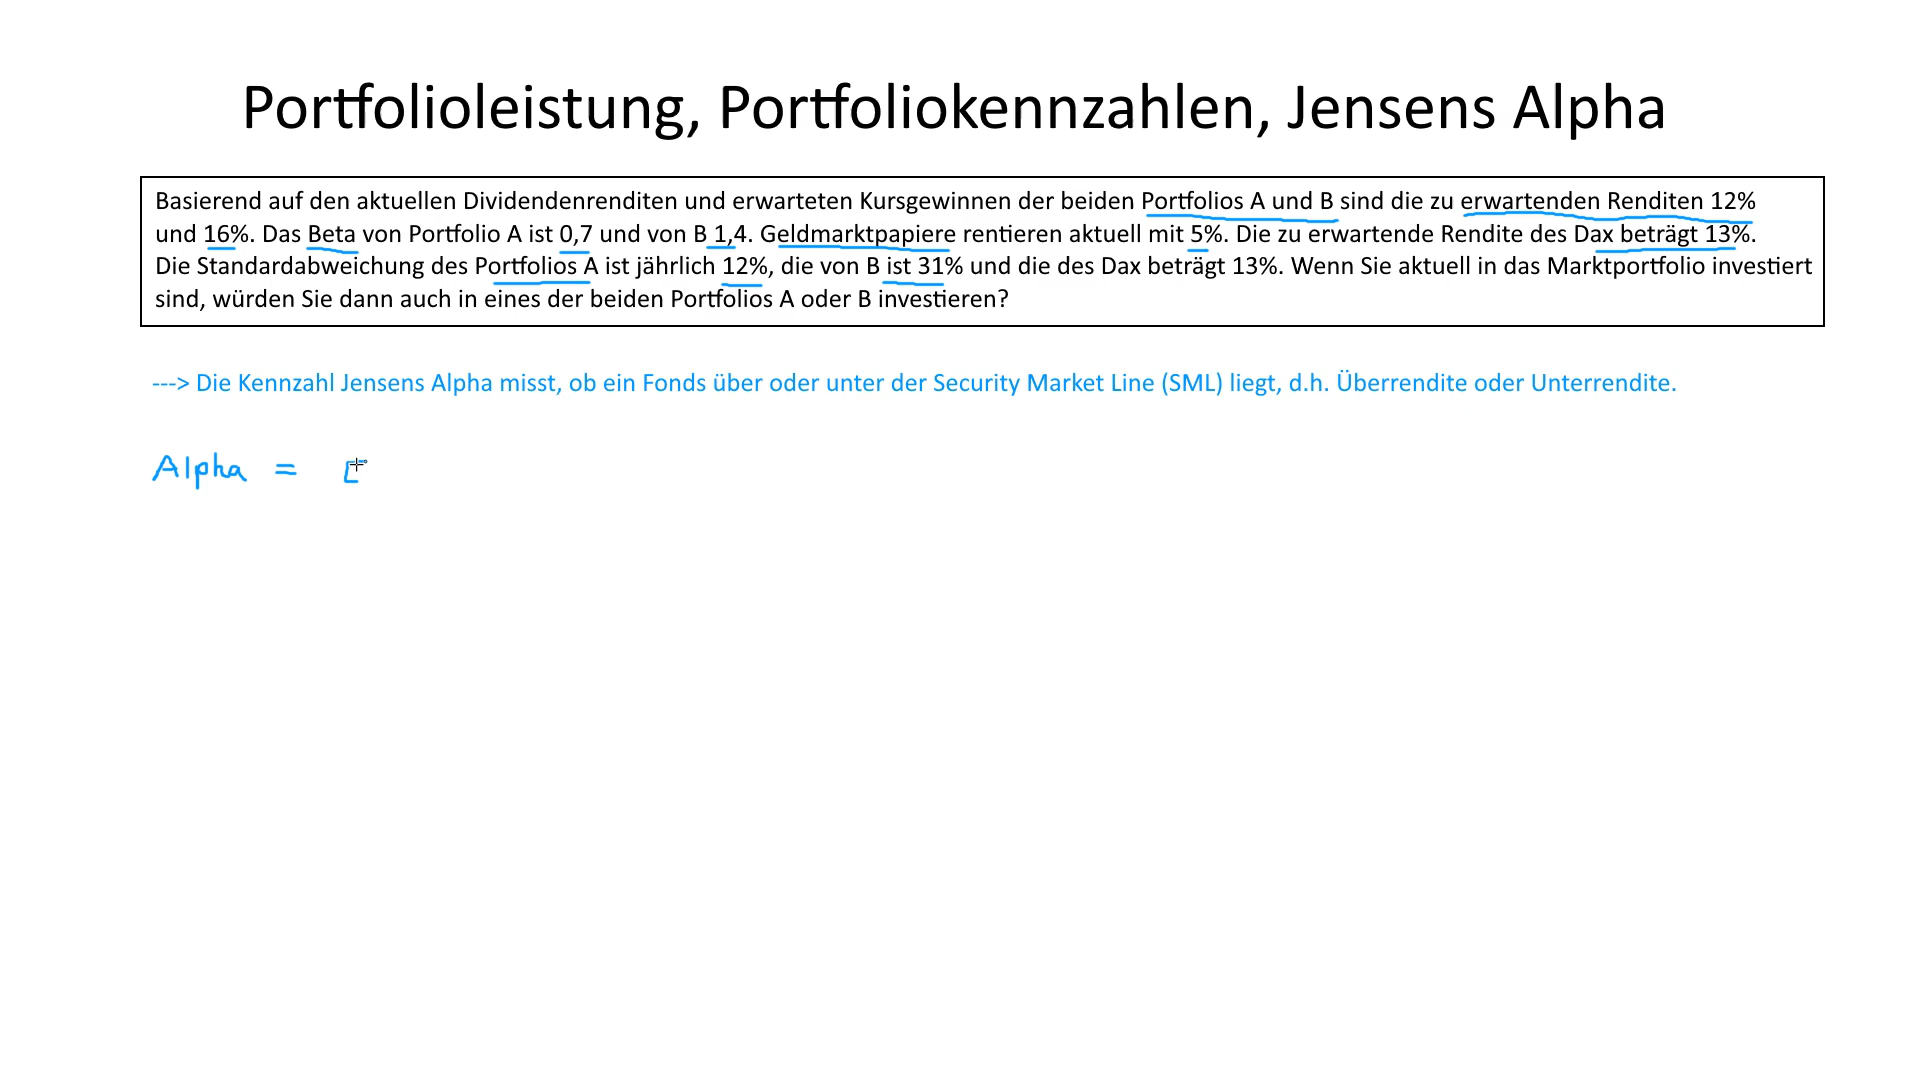 Portfolioleistung, Portfoliokennzahlen, Jensens Alpha
Basierend auf den aktuellen Dividendenrenditen und erwarteten Kursgewinnen der beiden Portfolios A und B sind die zu erwartenden Renditen 12%
und 16%. Das Beta von Portfolio A ist 0,7 und von B 1,4. Geldmarktpapiere rentieren aktuell mit 5%. Die zu erwartende Rendite des Dax beträgt 13%.
Die Standardabweichung des Portfolios A ist jährlich 12%, die von B ist 31% und die des Dax beträgt 13%. Wenn Sie aktuell in das Marktportfolio investiert
sind, würden Sie dann auch in eines der beiden Portfolios A oder B investieren?
---> Die Kennzahl Jensens Alpha misst, ob ein Fonds über oder unter der Security Market Line (SML) liegt, d.h. Überrendite oder Unterrendite.
Alpha =